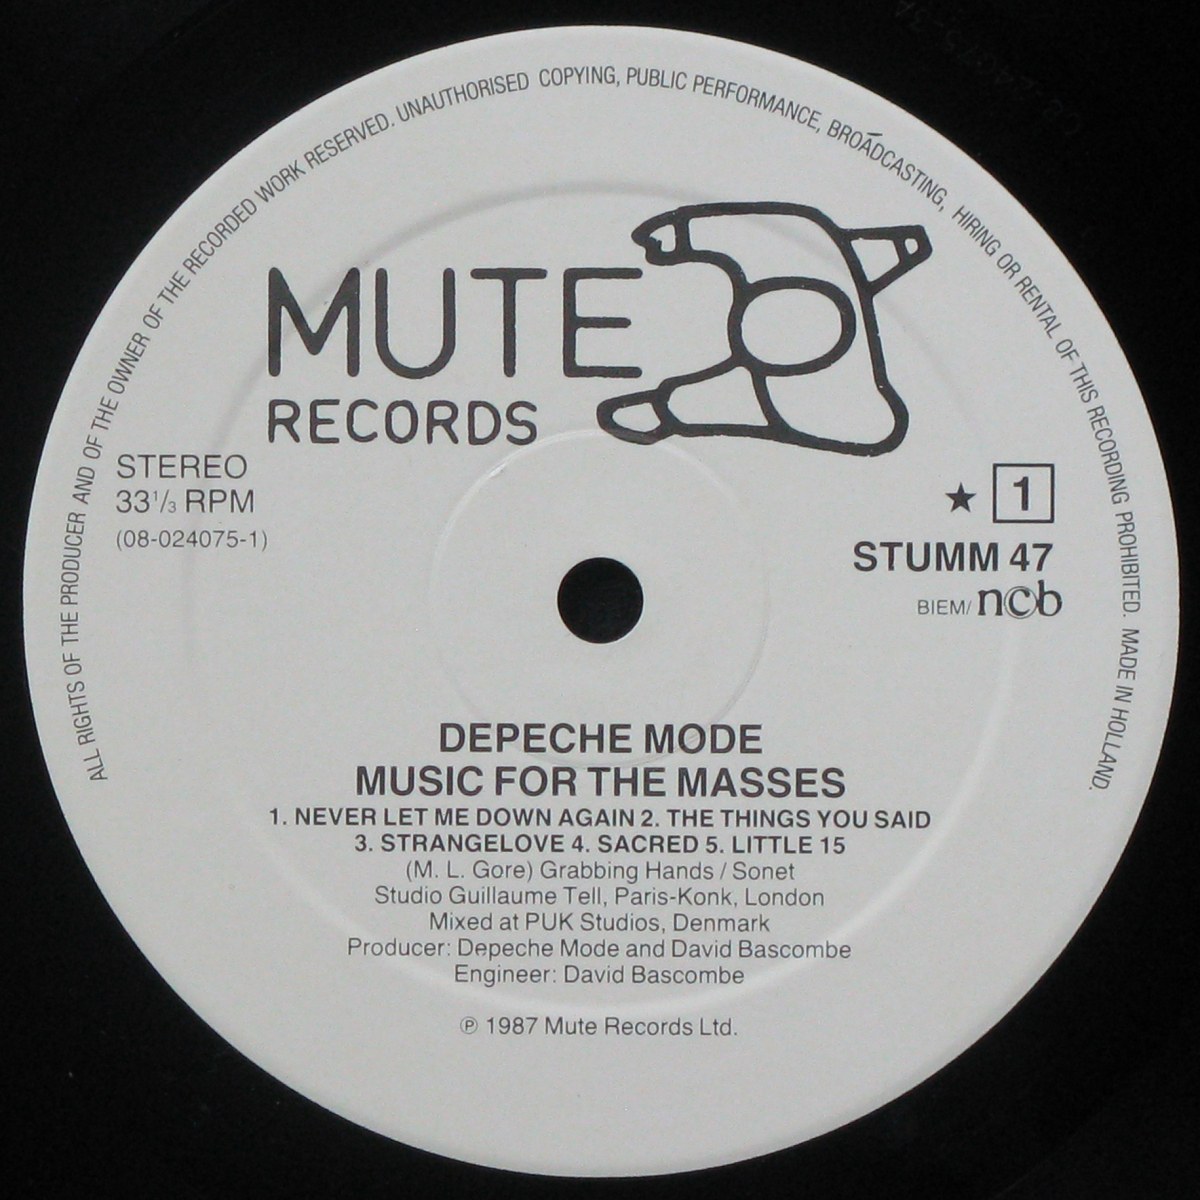 ALL RIGHTS OF THE PRODUCER AND OF THE OWNER OF THE RECORDED WORK RESERVED. UNAUTHORISED COPYING, PUBLIC PERFORMANCE, BROADCASTING, HIRING OR RENTAL OF THIS RECORDING PROHIBITED. MADE IN HOLLAND.
MUTE
RECORDS
STEREO
33 1/3 RPM
(08-024075-1)
★ 1
STUMM 47
BIEM/ ncb
DEPECHE MODE
MUSIC FOR THE MASSES
1. NEVER LET ME DOWN AGAIN 2. THE THINGS YOU SAID
3. STRANGELOVE 4. SACRED 5. LITTLE 15
(M. L. Gore) Grabbing Hands / Sonet
Studio Guillaume Tell, Paris-Konk, London
Mixed at PUK Studios, Denmark
Producer: Depeche Mode and David Bascombe
Engineer: David Bascombe
℗ 1987 Mute Records Ltd.